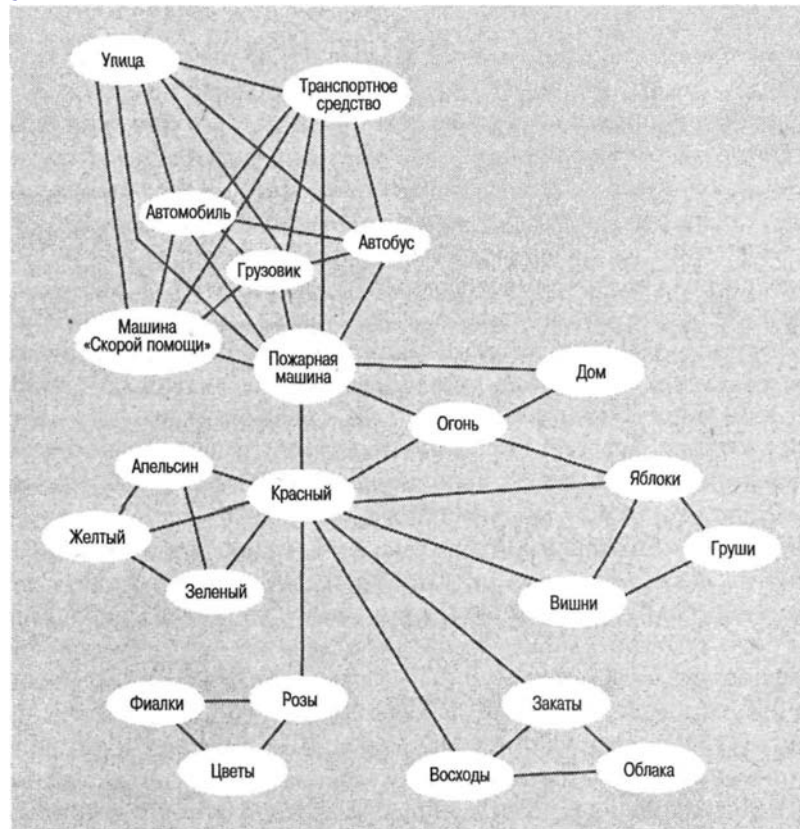 Улица
Транспортное
средство
Автомобиль
Автобус
Грузовик
Машина
«Скорой помощи»
Пожарная
машина
Дом
Огонь
Апельсин
Красный
Яблоки
Желтый
Груши
Зеленый
Вишни
Фиалки
Розы
Закаты
Цветы
Восходы
Облака